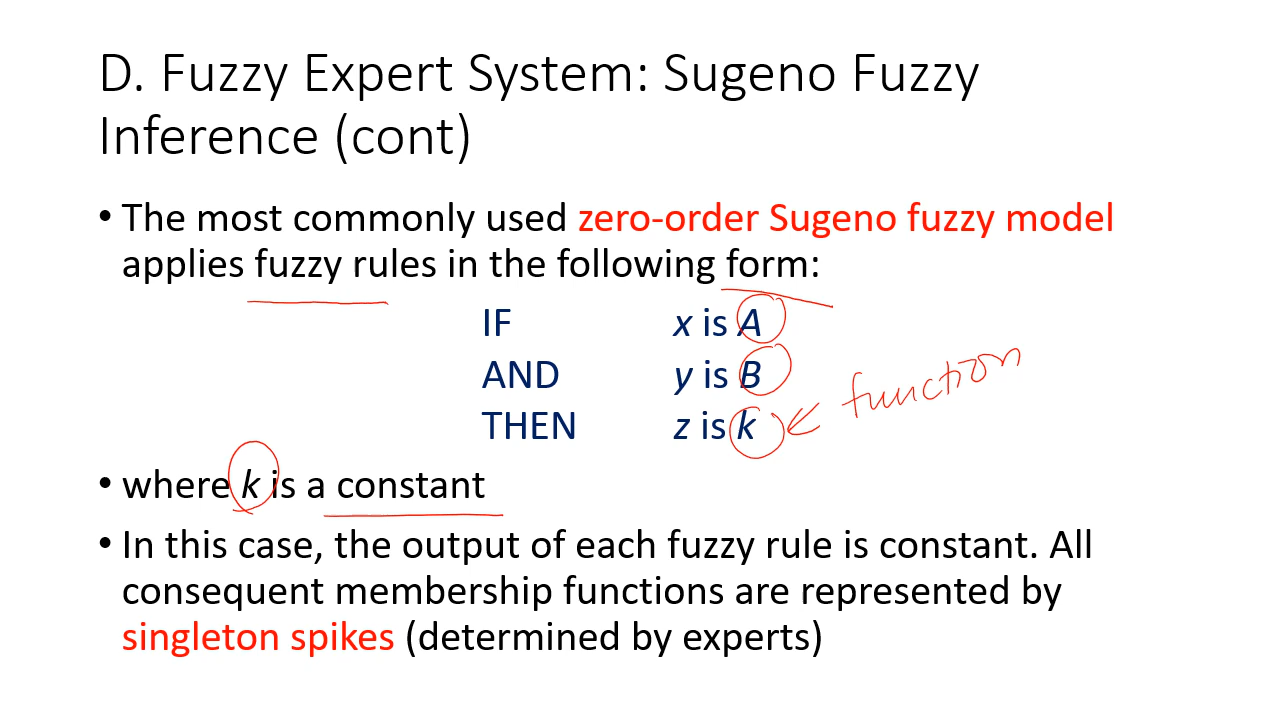 D. Fuzzy Expert System: Sugeno Fuzzy
Inference (cont)
• The most commonly used zero-order Sugeno fuzzy model
applies fuzzy rules in the following form:
IF x is A
AND y is B
THEN z is k
function
• where k is a constant
• In this case, the output of each fuzzy rule is constant. All
consequent membership functions are represented by
singleton spikes (determined by experts)